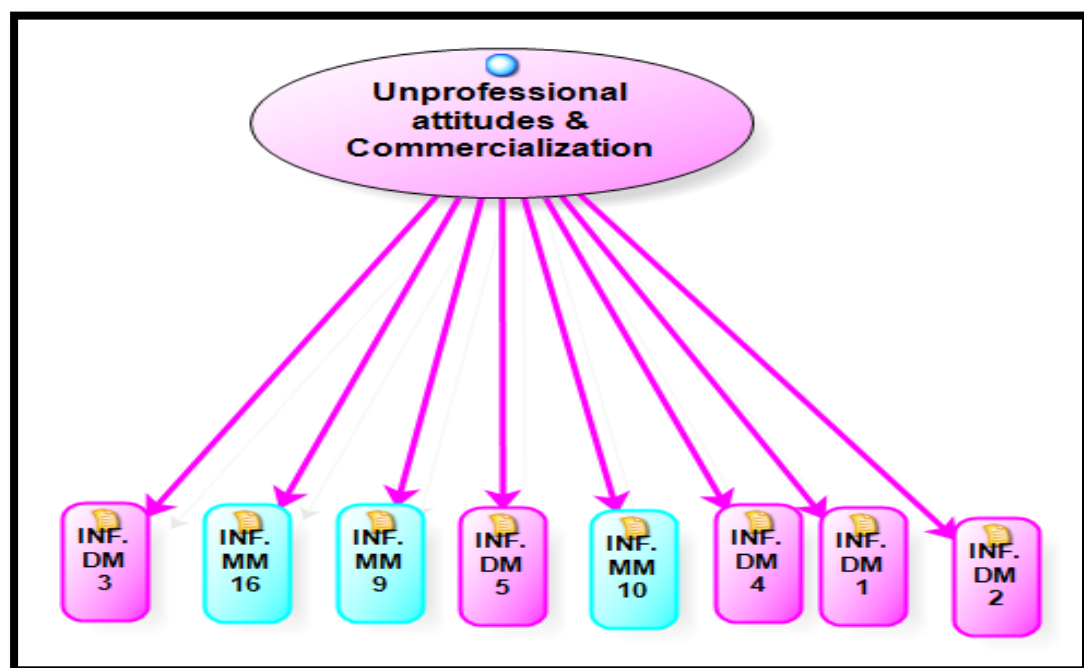 Unprofessional
attitudes &
Commercialization
INF.
DM
3
INF.
MM
16
INF.
MM
9
INF.
DM
5
INF.
MM
10
INF.
DM
4
INF.
DM
1
INF.
DM
2